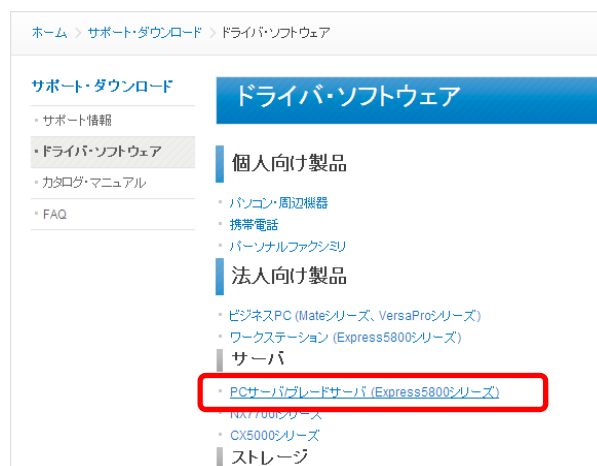 ホーム > サポート・ダウンロード > ドライバ・ソフトウェア
サポート・ダウンロード
サポート情報
ドライバ・ソフトウェア
カタログ・マニュアル
FAQ
ドライバ・ソフトウェア
個人向け製品
パソコン・周辺機器
携帯電話
パーソナルファクシミリ
法人向け製品
ビジネスPC (Mateシリーズ、VersaProシリーズ)
ワークステーション (Express5800シリーズ)
サーバ
PCサーバ/ブレードサーバ (Express5800シリーズ)
NX7700iシリーズ
CX5000シリーズ
ストレージ